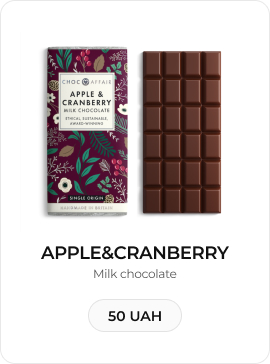 CHOC AFFAIR
APPLE &
CRANBERRY
MILK CHOCOLATE
ETHICAL, SUSTAINABLE,
AWARD-WINNING
SINGLE ORIGIN
HANDMADE IN BRITAIN
APPLE&CRANBERRY
Milk chocolate
50 UAH